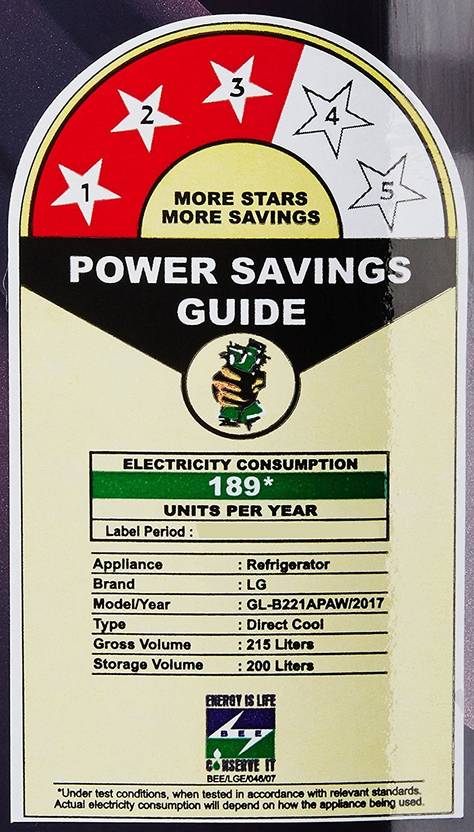 1 2 3 4 5
MORE STARS
MORE SAVINGS
POWER SAVINGS
GUIDE
ELECTRICITY CONSUMPTION
189*
UNITS PER YEAR
Label Period :
Appliance : Refrigerator
Brand : LG
Model/Year : GL-B221APAW/2017
Type : Direct Cool
Gross Volume : 215 Liters
Storage Volume : 200 Liters
ENERGY IS LIFE
BEE
CONSERVE IT
BEE/LGE/046/07
*Under test conditions, when tested in accordance with relevant standards.
Actual electricity consumption will depend on how the appliance being used.